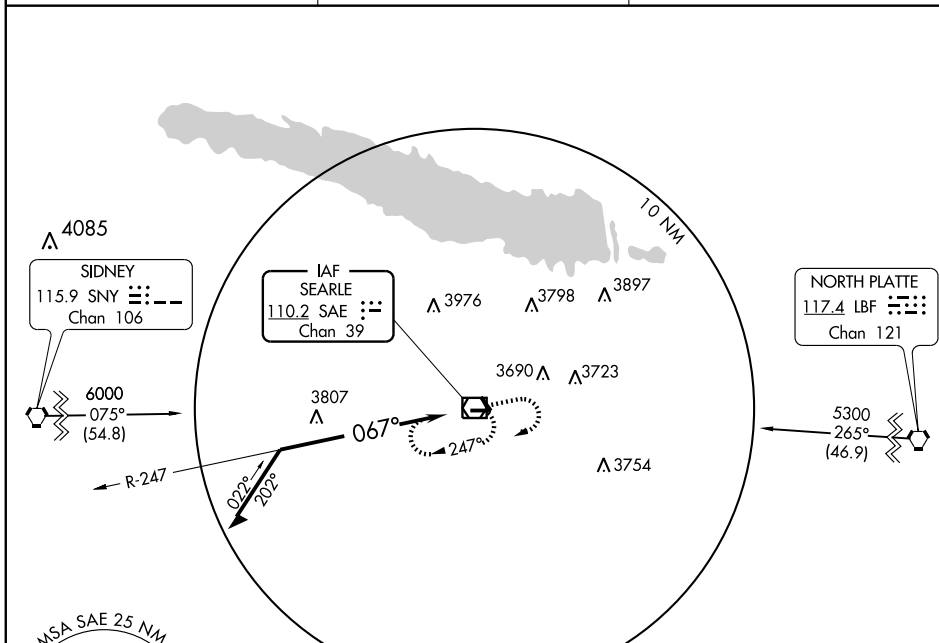 10 NM
4085
SIDNEY
115.9 SNY
Chan 106
IAF
SEARLE
110.2 SAE
Chan 39
3976
3798
3897
NORTH PLATTE
117.4 LBF
Chan 121
3690
3723
3807
6000
075°
(54.8)
067°
247°
5300
265°
(46.9)
R-247
022°
202°
3754
MSA SAE 25 NM